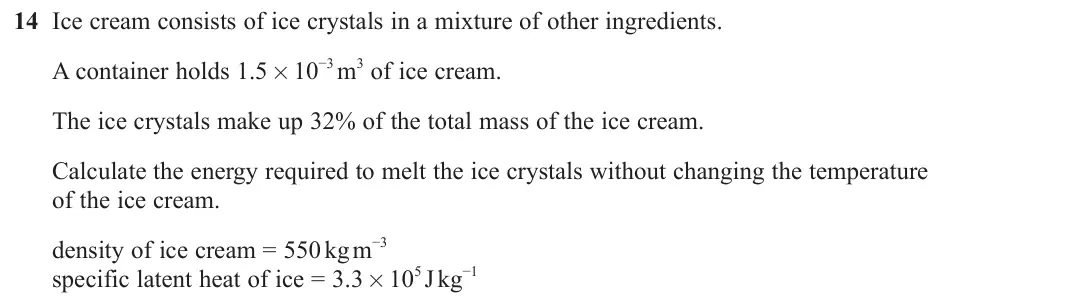 14 Ice cream consists of ice crystals in a mixture of other ingredients.
A container holds 1.5 × 10⁻³ m³ of ice cream.
The ice crystals make up 32% of the total mass of the ice cream.
Calculate the energy required to melt the ice crystals without changing the temperature
of the ice cream.
density of ice cream = 550 kg m⁻³
specific latent heat of ice = 3.3 × 10⁵ J kg⁻¹